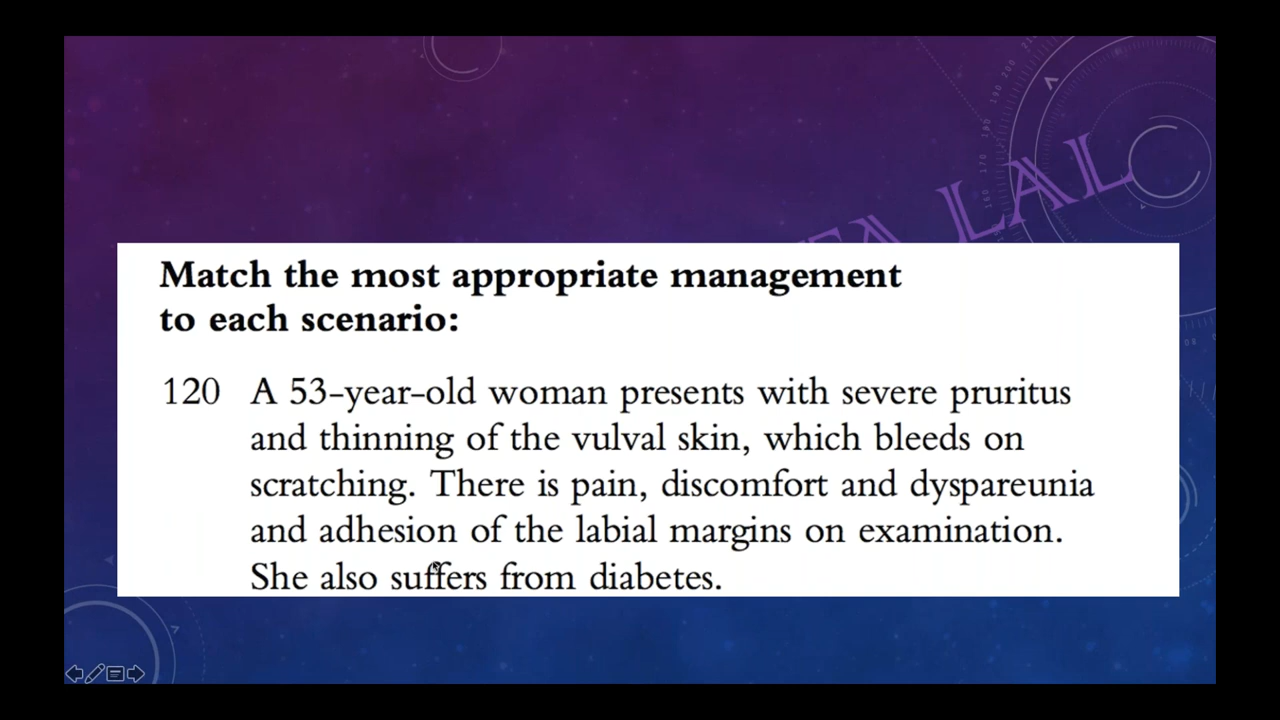 LAL
Match the most appropriate management
to each scenario:
120 A 53-year-old woman presents with severe pruritus
and thinning of the vulval skin, which bleeds on
scratching. There is pain, discomfort and dyspareunia
and adhesion of the labial margins on examination.
She also suffers from diabetes.